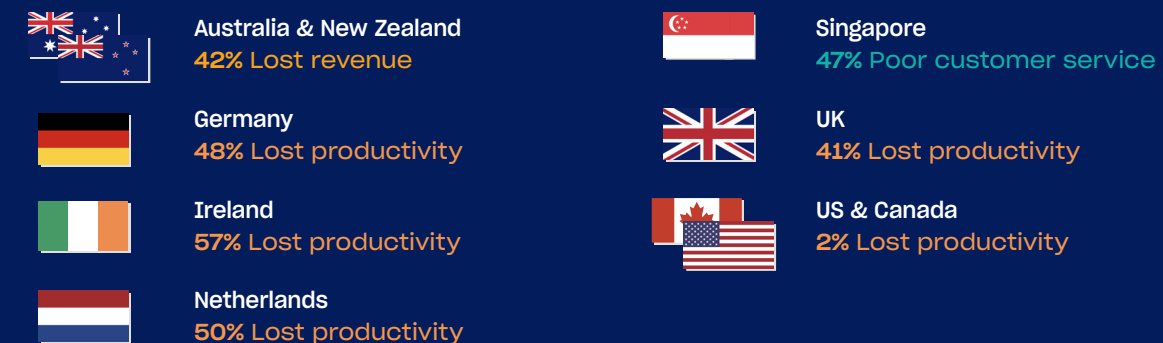 Australia & New Zealand
42% Lost revenue
Germany
48% Lost productivity
Ireland
57% Lost productivity
Netherlands
50% Lost productivity
Singapore
47% Poor customer service
UK
41% Lost productivity
US & Canada
2% Lost productivity